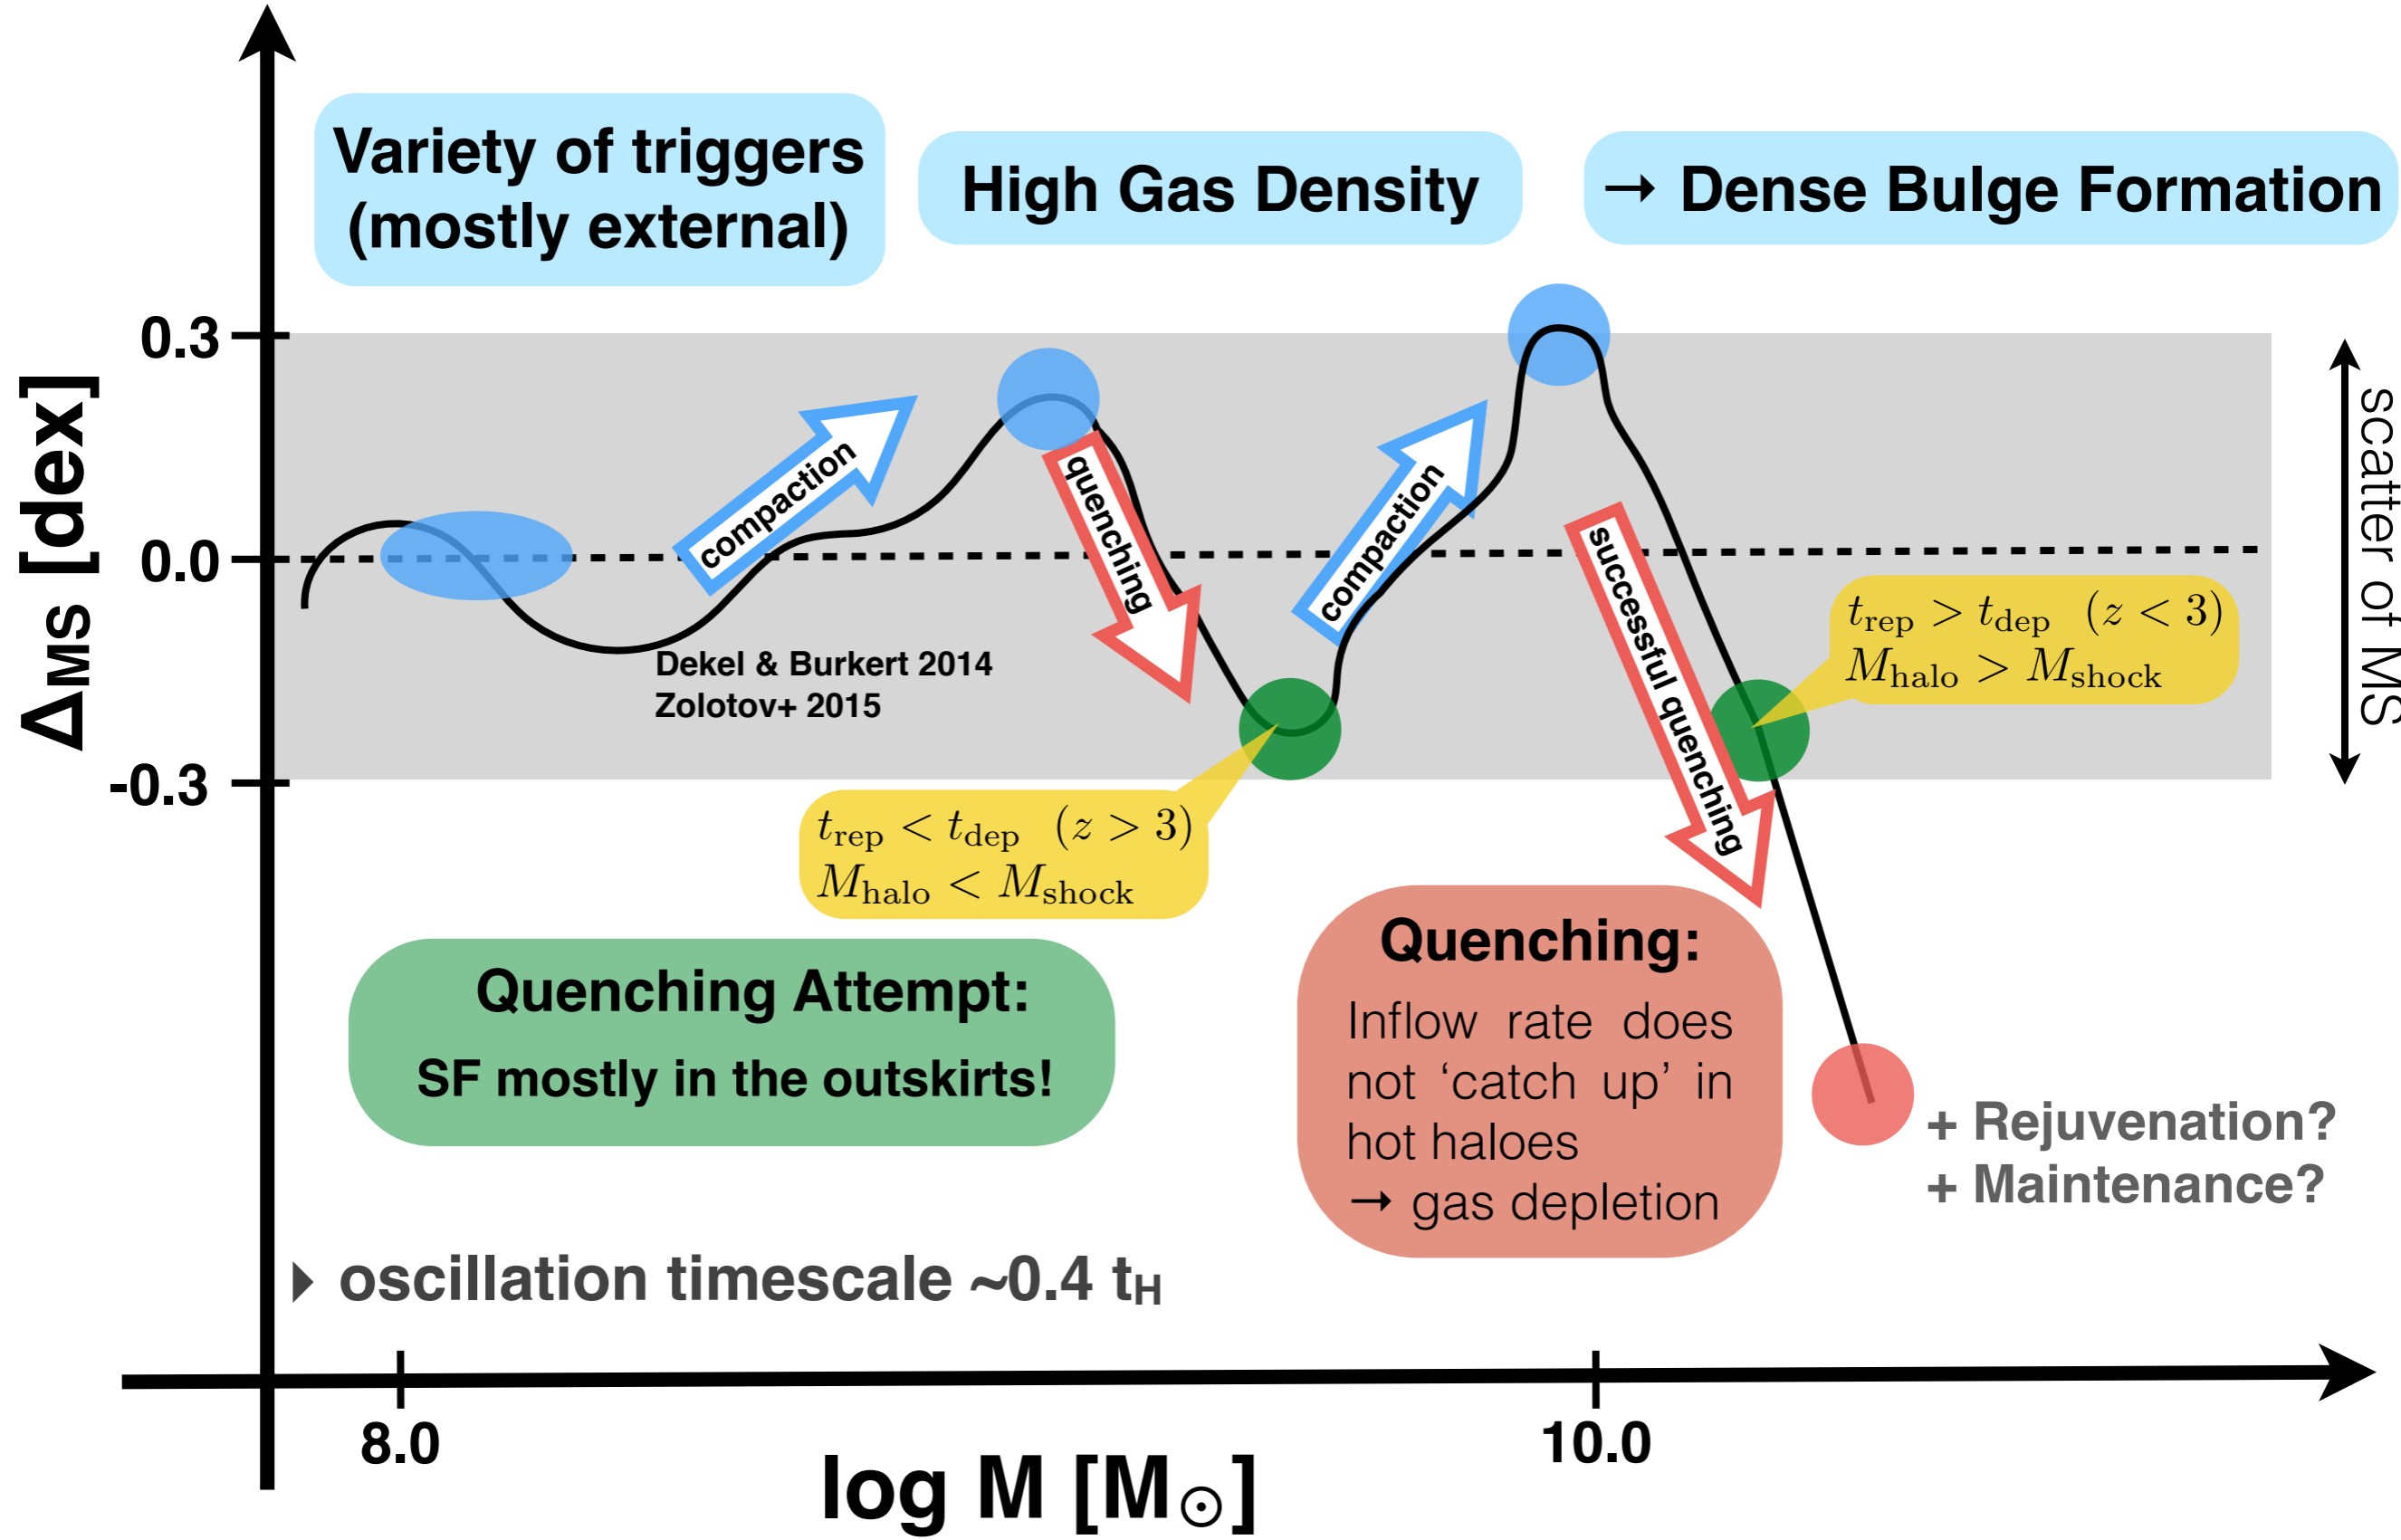 Variety of triggers
(mostly external)
High Gas Density
→ Dense Bulge Formation
0.3
0.0
-0.3
ΔMS [dex]
scatter of MS
compaction
quenching
compaction
successful quenching
Dekel & Burkert 2014
Zolotov+ 2015
t_rep > t_dep (z < 3)
M_halo > M_shock
t_rep < t_dep (z > 3)
M_halo < M_shock
Quenching Attempt:
SF mostly in the outskirts!
Quenching:
Inflow rate does
not ‘catch up’ in
hot haloes
→ gas depletion
+ Rejuvenation?
+ Maintenance?
‣ oscillation timescale ~0.4 tH
8.0
10.0
log M [M⊙]